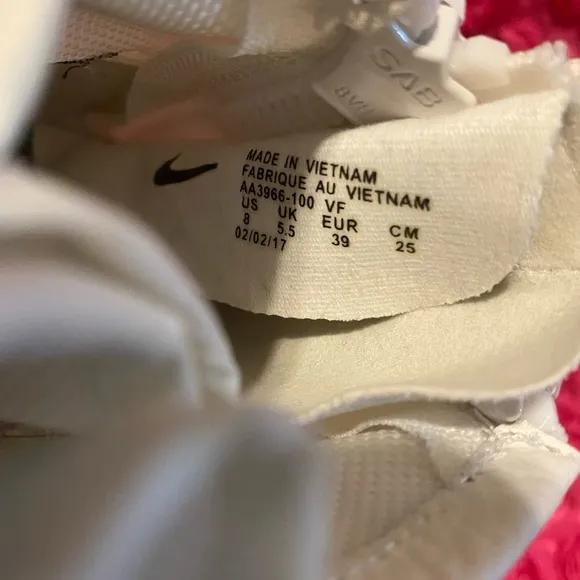 SAB
MADE IN VIETNAM
FABRIQUE AU VIETNAM
AA3966-100 VF
US UK EUR CM
8 5.5 39 25
02/02/17